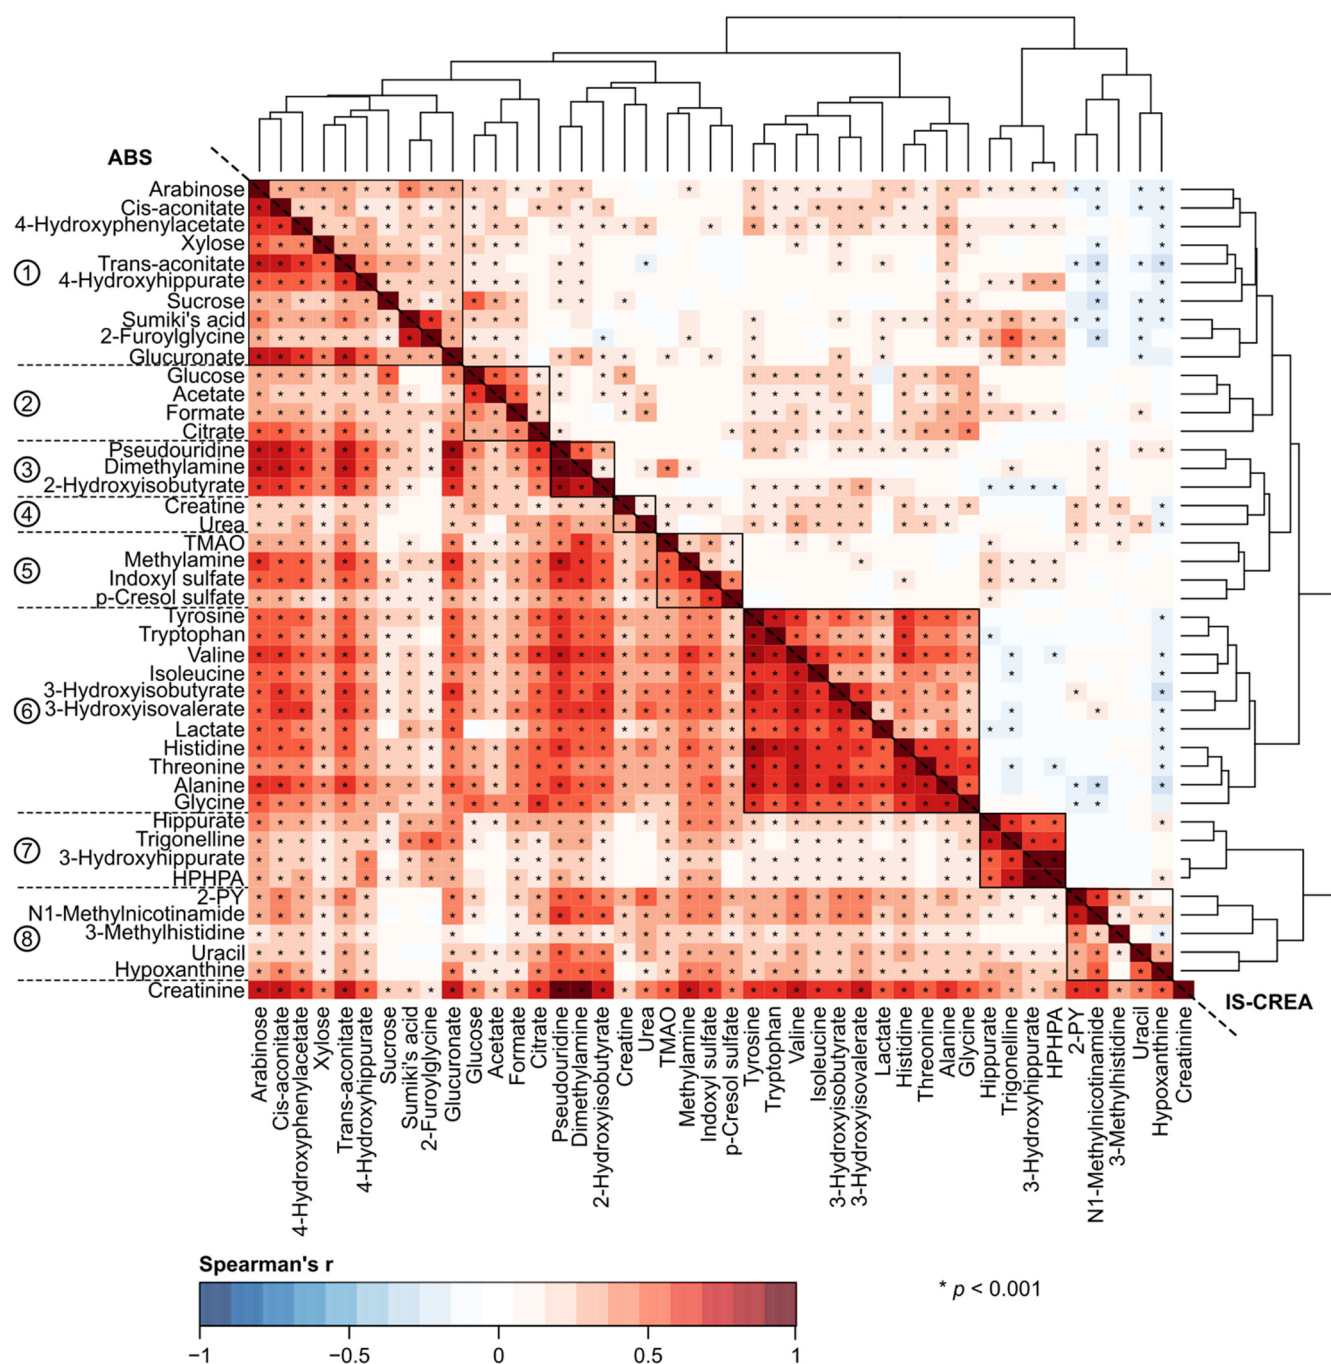 ABS
Arabinose
Cis-aconitate
4-Hydroxyphenylacetate
Xylose
① Trans-aconitate
4-Hydroxyhippurate
Sucrose
Sumiki's acid
2-Furoylglycine
Glucuronate
Glucose
② Acetate
Formate
Citrate
Pseudouridine
③ Dimethylamine
2-Hydroxyisobutyrate
Creatine
④ Urea
TMAO
⑤ Methylamine
Indoxyl sulfate
p-Cresol sulfate
Tyrosine
Tryptophan
Valine
Isoleucine
3-Hydroxyisobutyrate
⑥ 3-Hydroxyisovalerate
Lactate
Histidine
Threonine
Alanine
Glycine
Hippurate
Trigonelline
⑦ 3-Hydroxyhippurate
HPHPA
2-PY
N1-Methylnicotinamide
⑧ 3-Methylhistidine
Uracil
Hypoxanthine
Creatinine
IS-CREA
Arabinose
Cis-aconitate
4-Hydroxyphenylacetate
Xylose
Trans-aconitate
4-Hydroxyhippurate
Sucrose
Sumiki's acid
2-Furoylglycine
Glucuronate
Glucose
Acetate
Formate
Citrate
Pseudouridine
Dimethylamine
2-Hydroxyisobutyrate
Creatine
Urea
TMAO
Methylamine
Indoxyl sulfate
p-Cresol sulfate
Tyrosine
Tryptophan
Valine
Isoleucine
3-Hydroxyisobutyrate
3-Hydroxyisovalerate
Lactate
Histidine
Threonine
Alanine
Glycine
Hippurate
Trigonelline
3-Hydroxyhippurate
HPHPA
2-PY
N1-Methylnicotinamide
3-Methylhistidine
Uracil
Hypoxanthine
Creatinine
Spearman's r
* p < 0.001
−1 −0.5 0 0.5 1